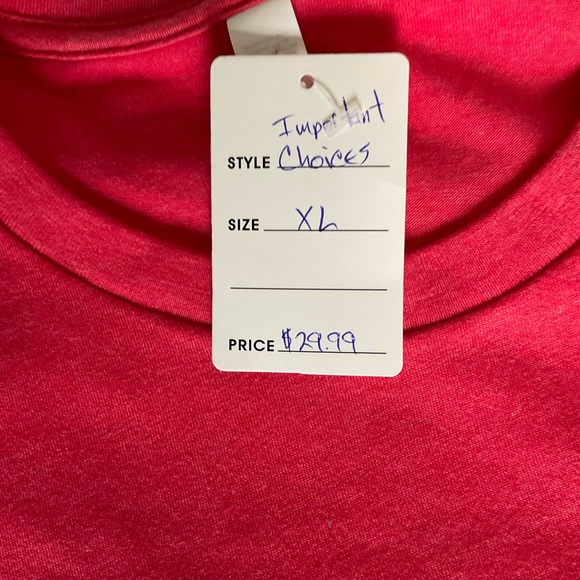 Important
STYLE Choices
SIZE XL
PRICE $29.99